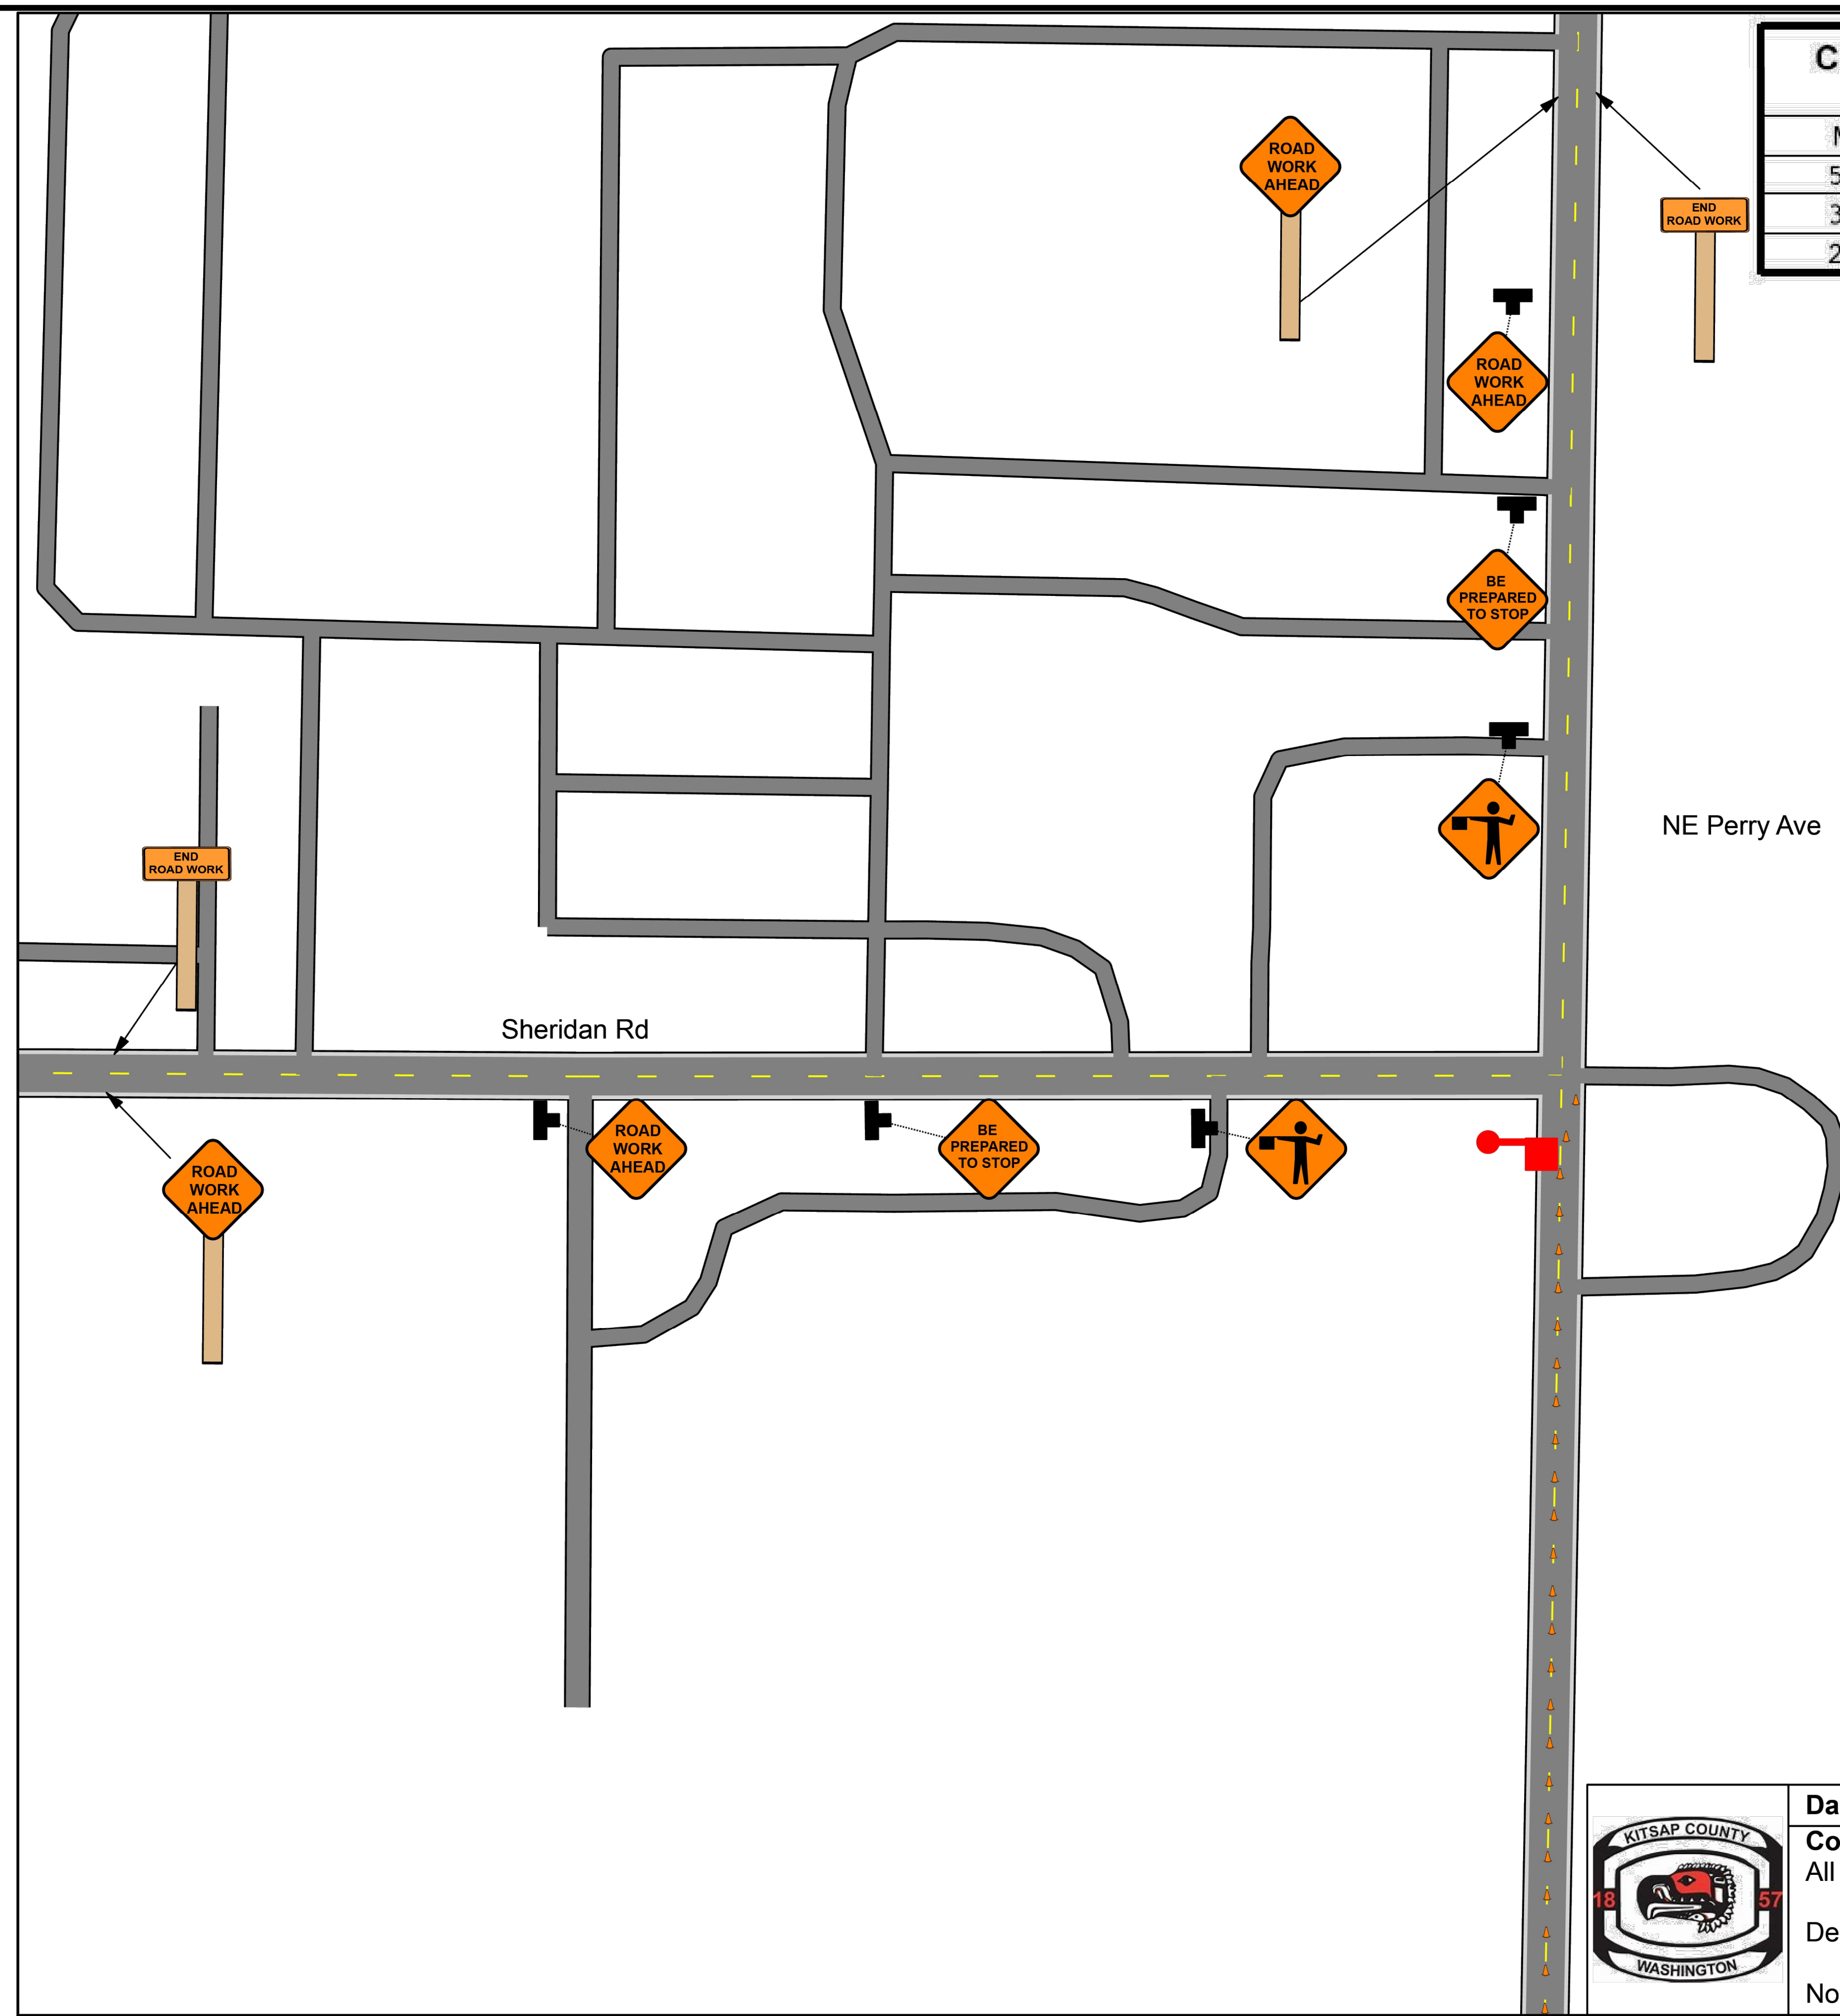 ROAD
WORK
AHEAD
END
ROAD WORK
ROAD
WORK
AHEAD
BE
PREPARED
TO STOP
NE Perry Ave
END
ROAD WORK
Sheridan Rd
ROAD
WORK
AHEAD
BE
PREPARED
TO STOP
ROAD
WORK
AHEAD
KITSAP COUNTY
18 57
WASHINGTON
All